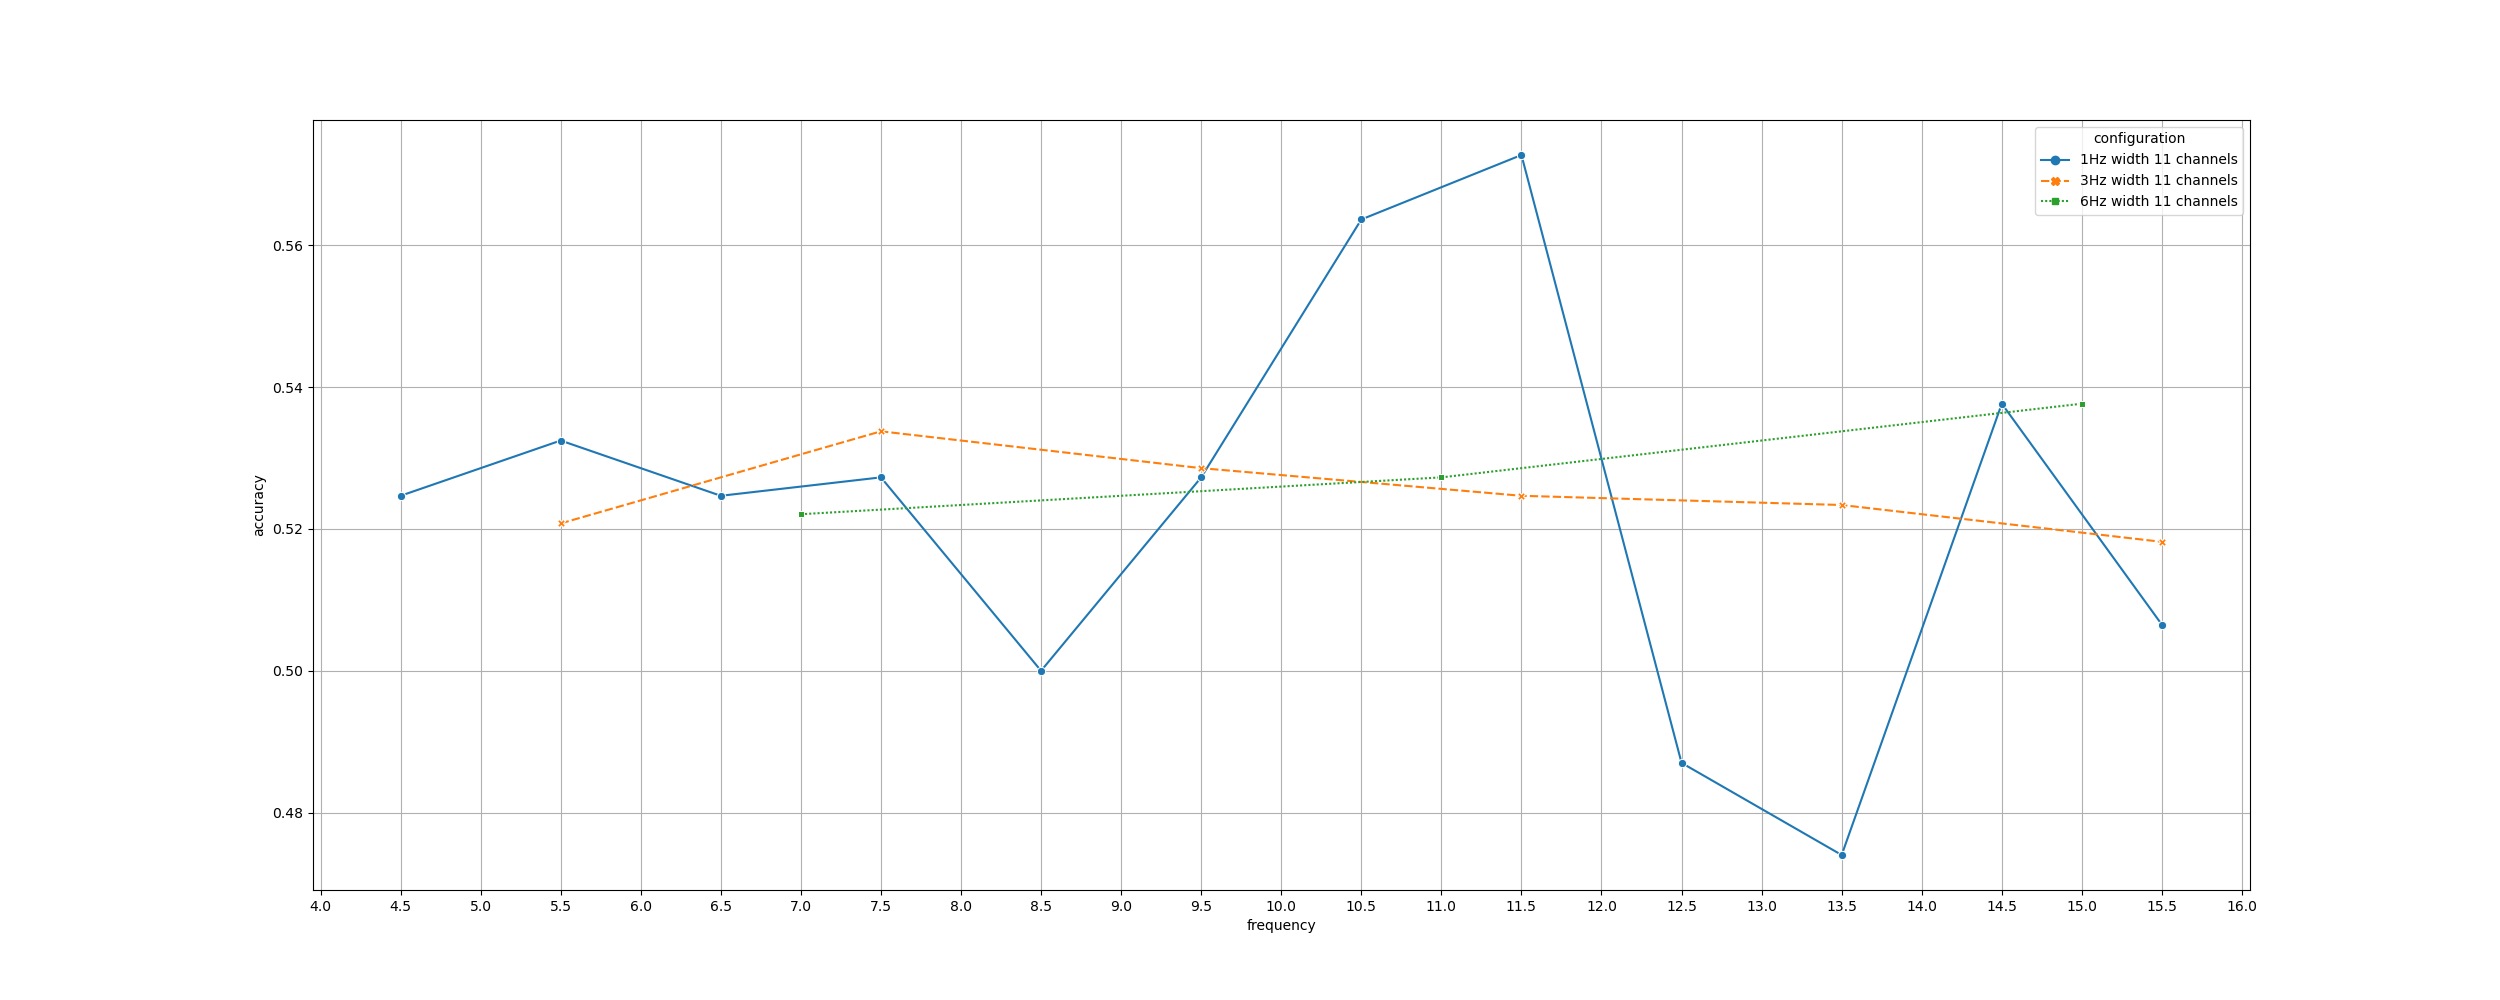 configuration
1Hz width 11 channels
3Hz width 11 channels
6Hz width 11 channels
accuracy
0.56
0.54
0.52
0.50
0.48
4.0 4.5 5.0 5.5 6.0 6.5 7.0 7.5 8.0 8.5 9.0 9.5 10.0 10.5 11.0 11.5 12.0 12.5 13.0 13.5 14.0 14.5 15.0 15.5 16.0
frequency